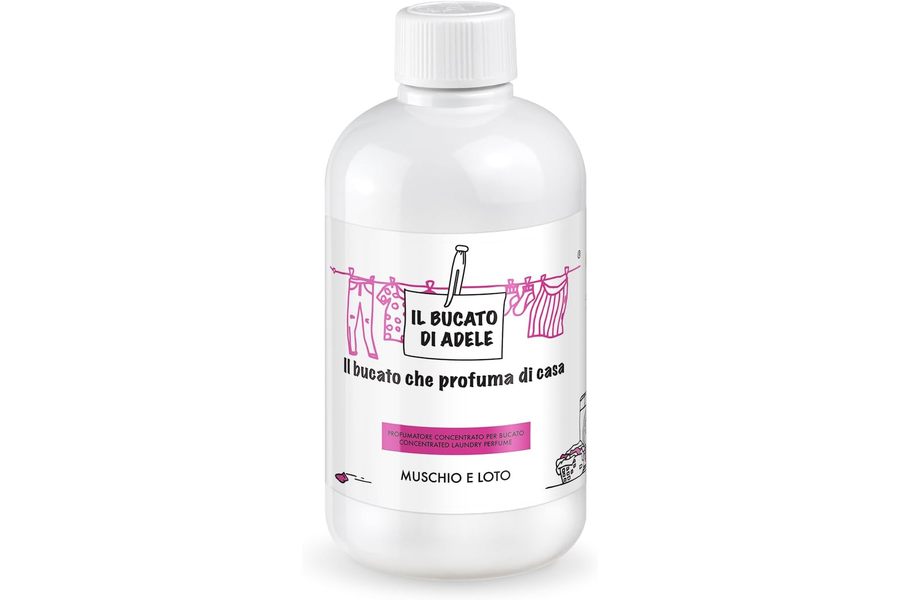 ®
IL BUCATO
DI ADELE
Il bucato che profuma di casa
PROFUMATORE CONCENTRATO PER BUCATO
CONCENTRATED LAUNDRY PERFUME
MUSCHIO E LOTO